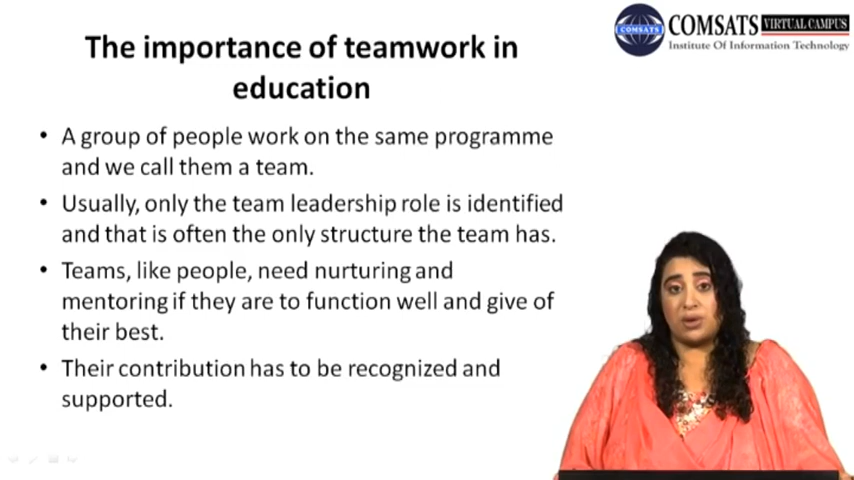 The importance of teamwork in
education
COMSATS VIRTUAL CAMPUS
Institute Of Information Technology
COMSATS
• A group of people work on the same programme
and we call them a team.
• Usually, only the team leadership role is identified
and that is often the only structure the team has.
• Teams, like people, need nurturing and
mentoring if they are to function well and give of
their best.
• Their contribution has to be recognized and
supported.